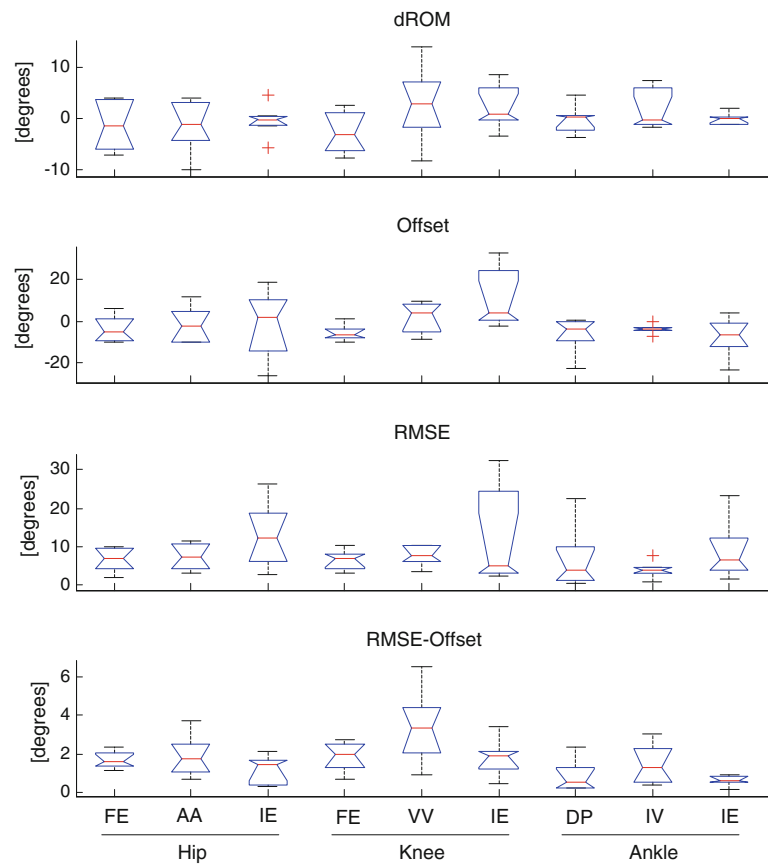 dROM
[degrees]
10
0
-10
Offset
[degrees]
20
0
-20
RMSE
[degrees]
30
20
10
0
RMSE-Offset
[degrees]
6
4
2
0
FE AA IE FE VV IE DP IV IE
Hip Knee Ankle